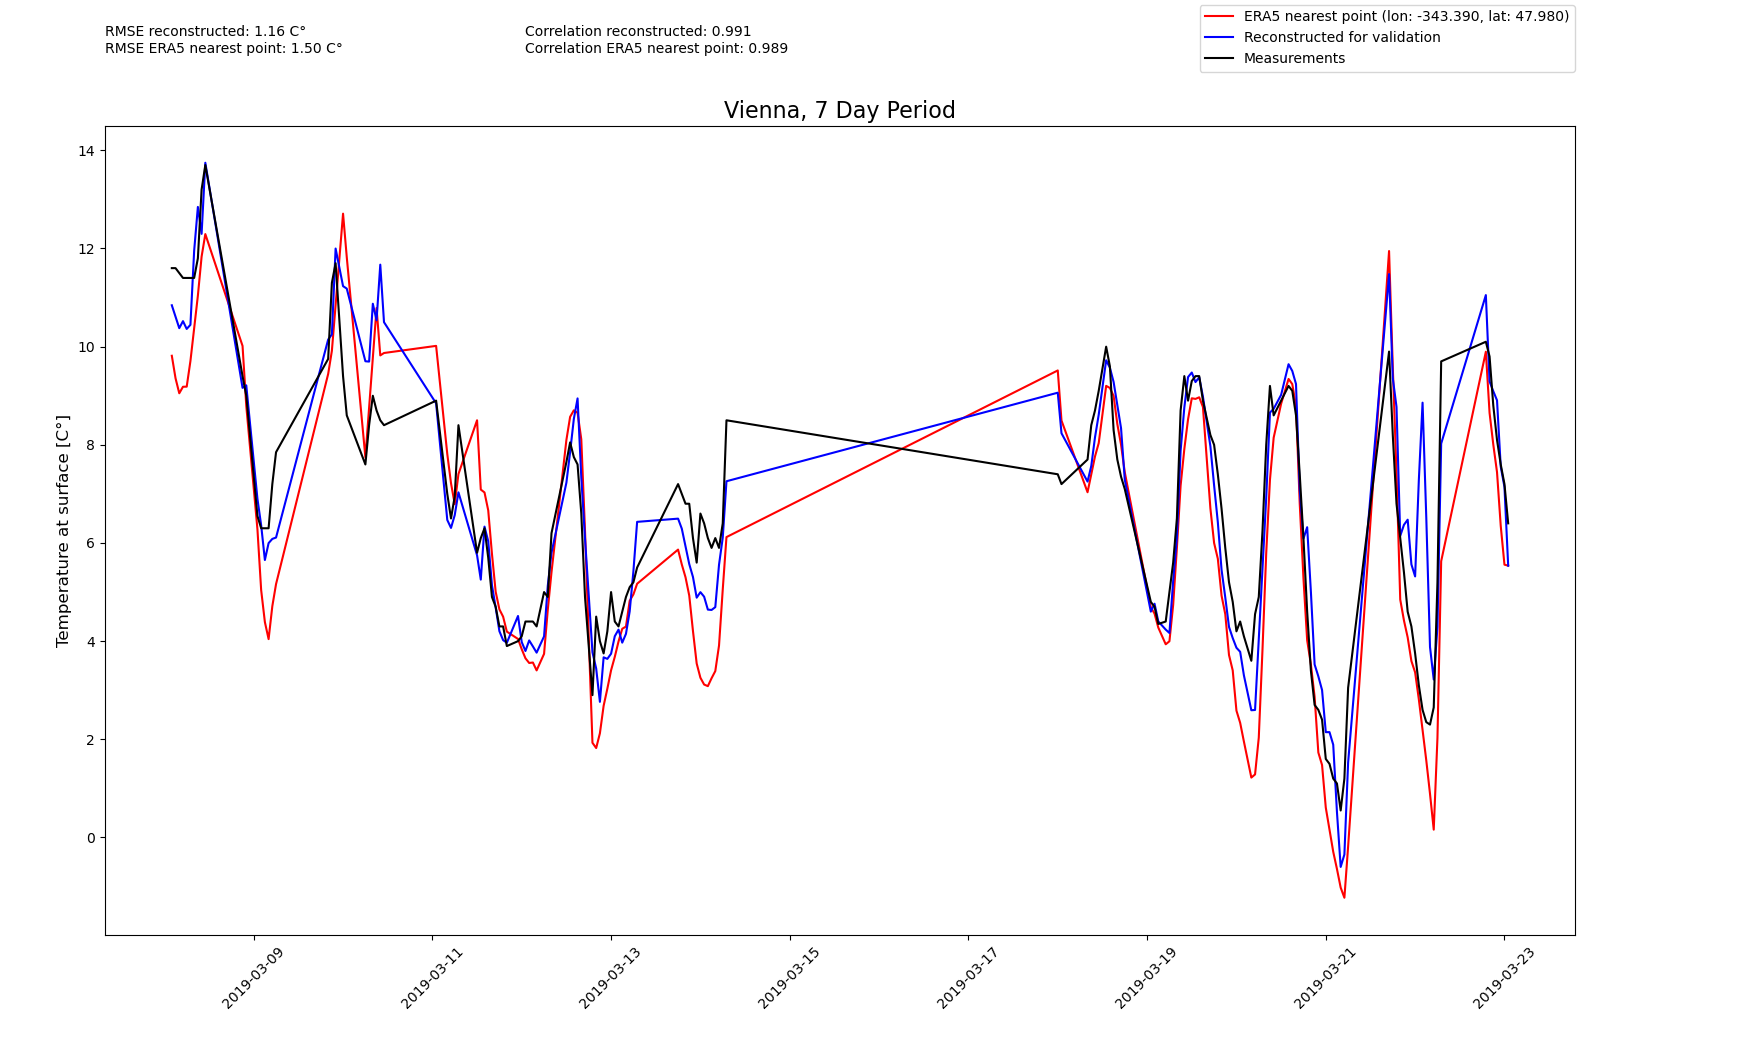 RMSE reconstructed: 1.16 C°
RMSE ERA5 nearest point: 1.50 C°
Correlation reconstructed: 0.991
Correlation ERA5 nearest point: 0.989
ERA5 nearest point (lon: -343.390, lat: 47.980)
Reconstructed for validation
Measurements
Vienna, 7 Day Period
Temperature at surface [C°]
14
12
10
8
6
4
2
0
2019-03-09
2019-03-11
2019-03-13
2019-03-15
2019-03-17
2019-03-19
2019-03-21
2019-03-23